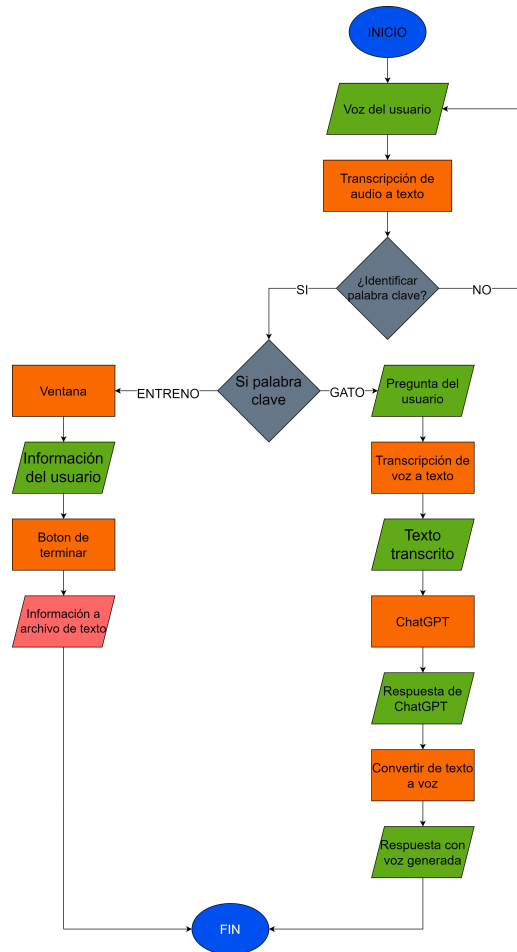 INICIO
Voz del usuario
Transcripción de
audio a texto
¿Identificar
palabra clave?
SI
NO
Si palabra
clave
ENTRENO
GATO
Ventana
Información
del usuario
Boton de
terminar
Información a
archivo de texto
Pregunta del
usuario
Transcripción de
voz a texto
Texto
transcrito
ChatGPT
Respuesta de
ChatGPT
Convertir de texto
a voz
Respuesta con
voz generada
FIN